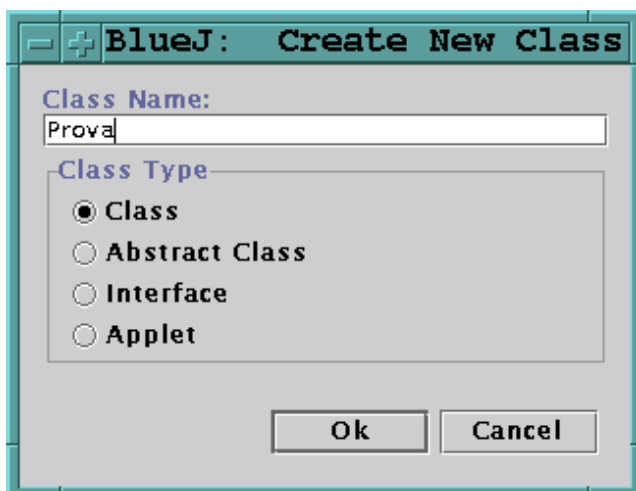 BlueJ: Create New Class
Class Name:
Prova
Class Type
Class
Abstract Class
Interface
Applet
Ok Cancel